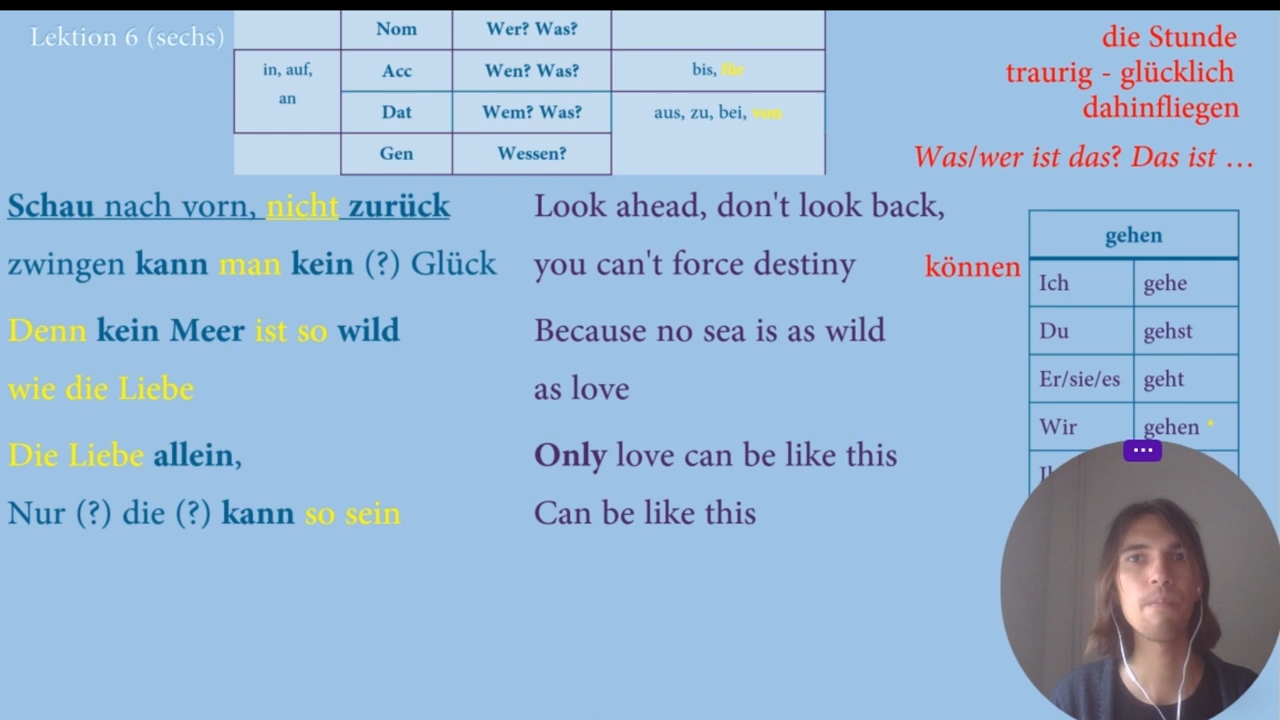 Lektion 6 (sechs)
Nom Wer? Was?
in, auf, an Acc Wen? Was? bis, für
Dat Wem? Was? aus, zu, bei, von
Gen Wessen?
die Stunde
traurig - glücklich
dahinfliegen
Was/wer ist das? Das ist ...
Schau nach vorn, nicht zurück
Look ahead, don't look back,
zwingen kann man kein (?) Glück
you can't force destiny
Denn kein Meer ist so wild
Because no sea is as wild
wie die Liebe
as love
Die Liebe allein,
Only love can be like this
Nur (?) die (?) kann so sein
Can be like this
können
gehen
Ich gehe
Du gehst
Er/sie/es geht
Wir gehen *